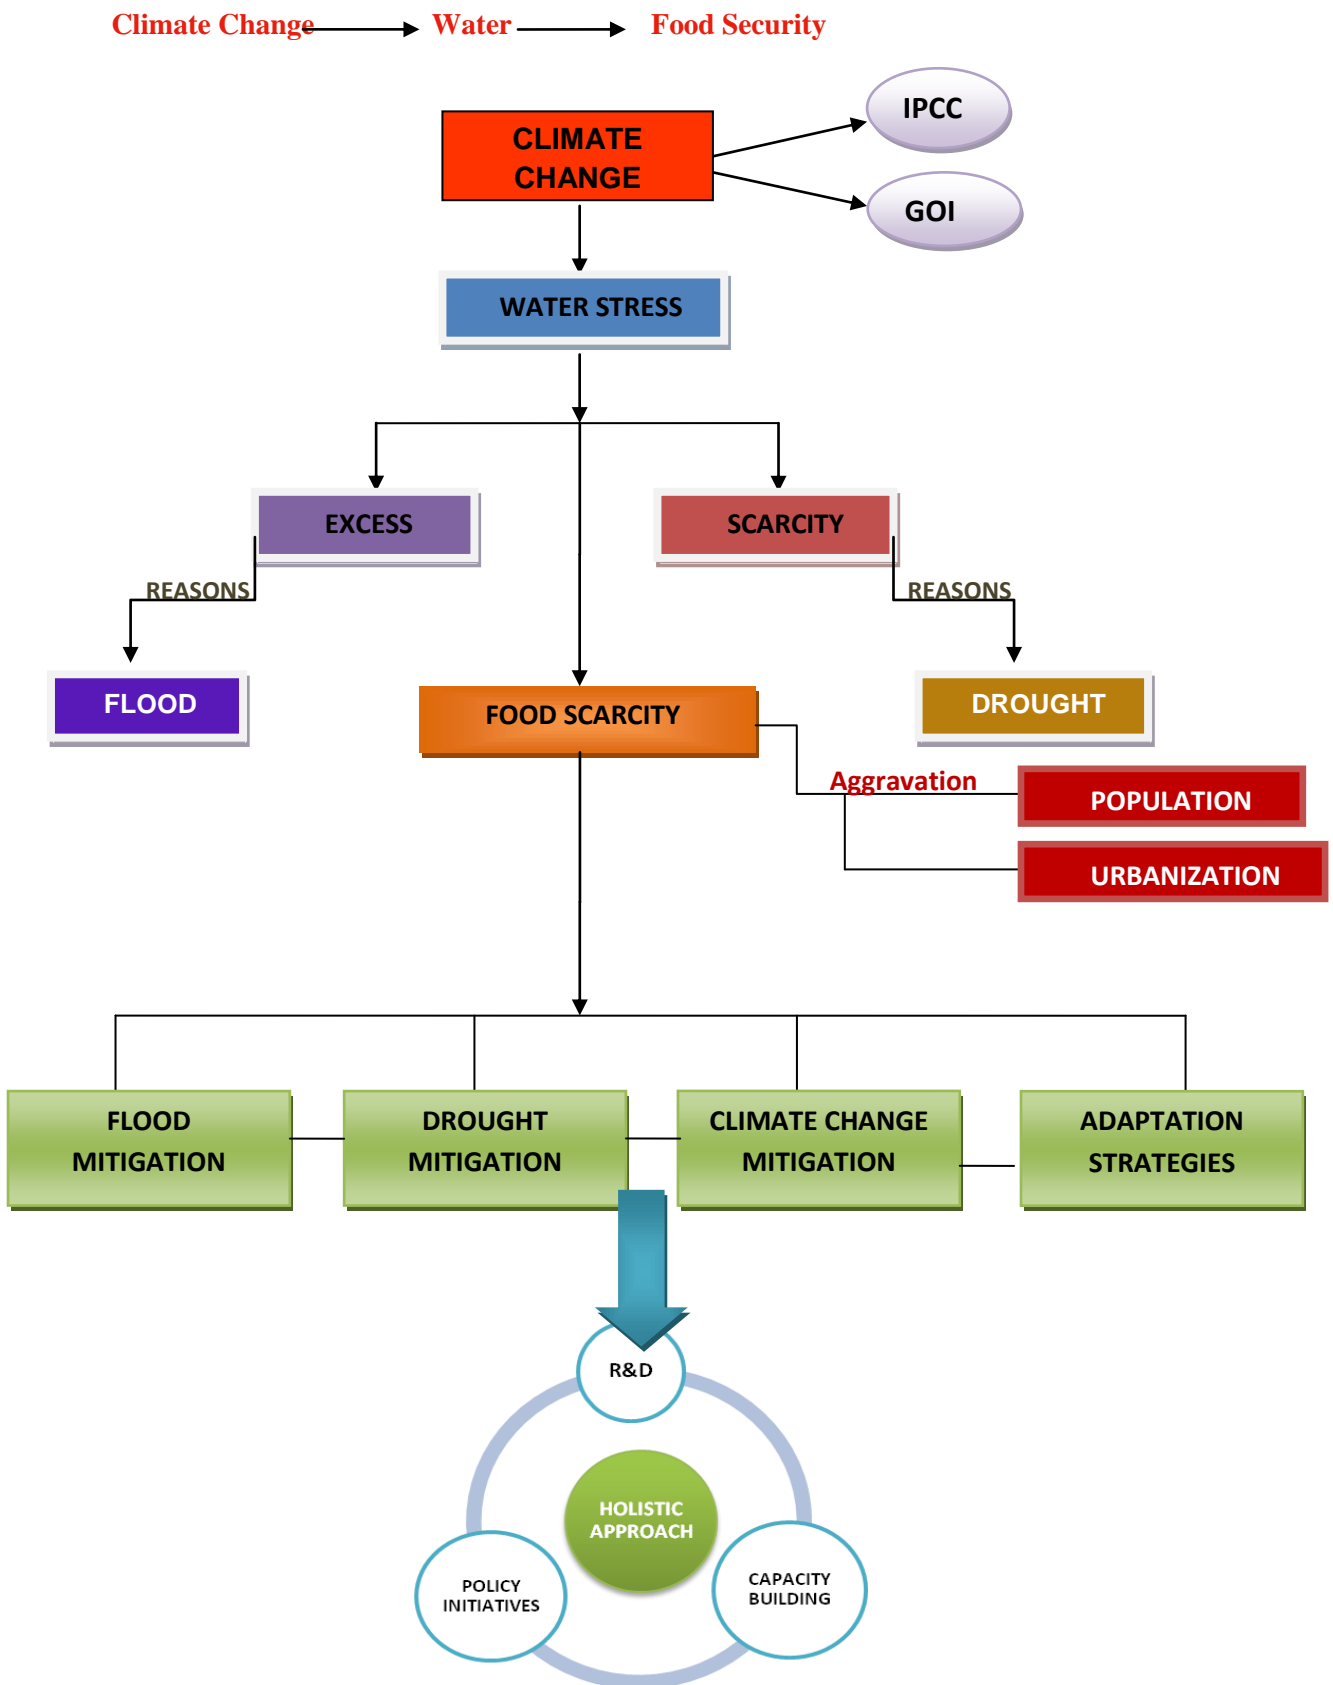 Climate Change Water Food Security
IPCC
CLIMATE
CHANGE
GOI
WATER STRESS
EXCESS
SCARCITY
REASONS
REASONS
FLOOD
FOOD SCARCITY
DROUGHT
Aggravation
POPULATION
URBANIZATION
FLOOD
MITIGATION
DROUGHT
MITIGATION
CLIMATE CHANGE
MITIGATION
ADAPTATION
STRATEGIES
R&D
HOLISTIC
APPROACH
POLICY
INITIATIVES
CAPACITY
BUILDING